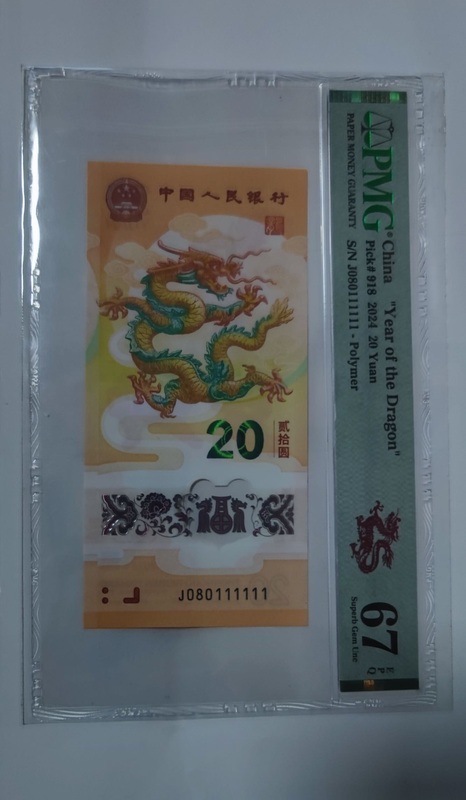 中国人民银行
20
贰拾圆
J080111111
PMG®
PAPER MONEY GUARANTY
China "Year of the Dragon"
Pick# 918 2024 20 Yuan
S/N J080111111 - Polymer
67
Superb Gem Unc
EPQ